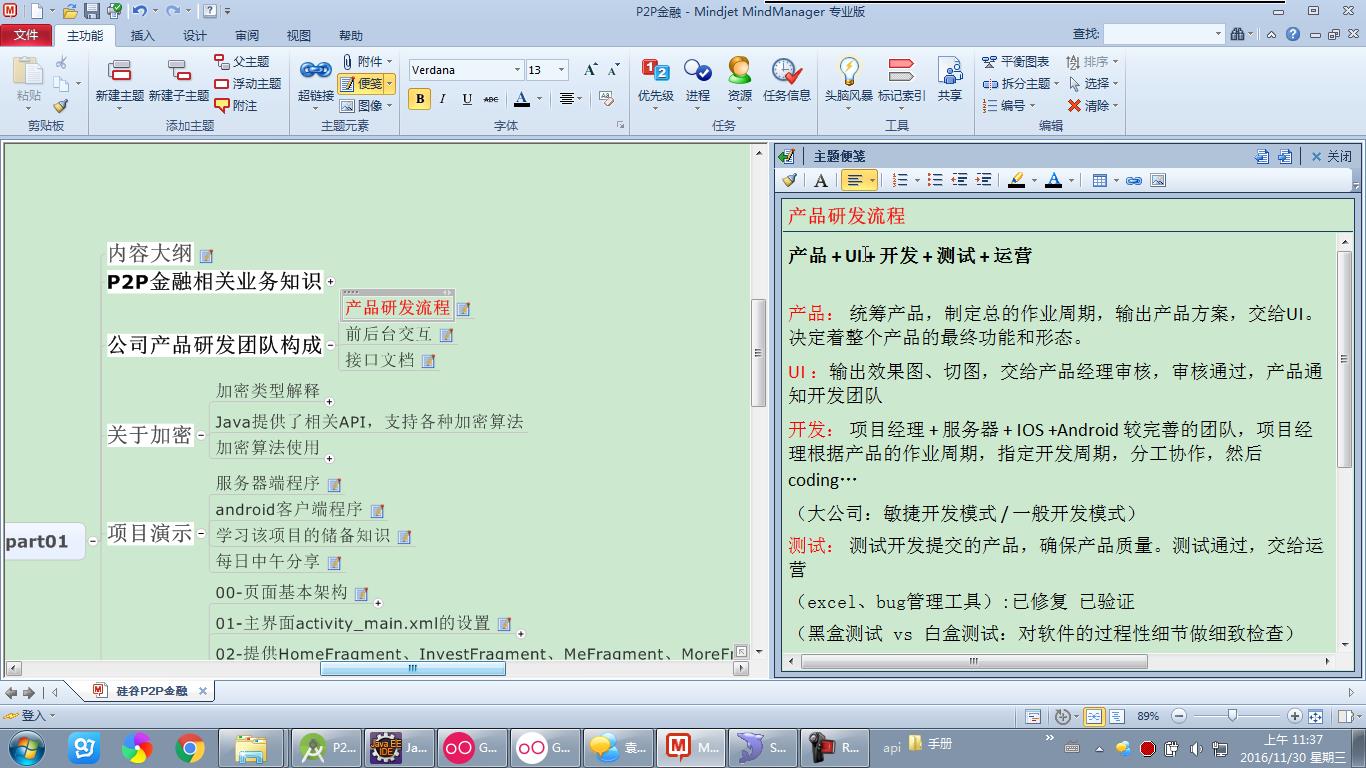 P2P金融 - Mindjet MindManager 专业版
文件 主功能 插入 设计 审阅 视图 帮助 查找:
粘贴 新建主题 新建子主题 父主题 浮动主题 附注 超链接 附件 便笺 图像 Verdana 13 优先级 进程 资源 任务信息 头脑风暴 标记索引 共享 平衡图表 排序 拆分主题 选择 编号 清除
剪贴板 添加主题 主题元素 字体 任务 工具 编辑
内容大纲
P2P金融相关业务知识
产品研发流程
公司产品研发团队构成
前后台交互
接口文档
加密类型解释
关于加密
Java提供了相关API，支持各种加密算法
加密算法使用
服务器端程序
android客户端程序
part01
项目演示
学习该项目的储备知识
每日中午分享
00-页面基本架构
01-主界面activity_main.xml的设置
02-提供HomeFragment、InvestFragment、MeFragment、MoreFr
主题便笺 关闭
产品研发流程
产品 + UI + 开发 + 测试 + 运营
产品： 统筹产品，制定总的作业周期，输出产品方案，交给UI。
决定着整个产品的最终功能和形态。
UI ： 输出效果图、切图，交给产品经理审核，审核通过，产品通
知开发团队
开发： 项目经理 + 服务器 + IOS +Android 较完善的团队，项目经
理根据产品的作业周期，指定开发周期，分工协作，然后
coding…
（大公司：敏捷开发模式 / 一般开发模式）
测试： 测试开发提交的产品，确保产品质量。测试通过，交给运
营
（excel、bug管理工具）:已修复 已验证
（黑盒测试 vs 白盒测试：对软件的过程性细节做细致检查）
硅谷P2P金融
登入 89%
P2... Ja... G... G... 袁... M... S... R... api 手册
上午 11:37
2016/11/30 星期三